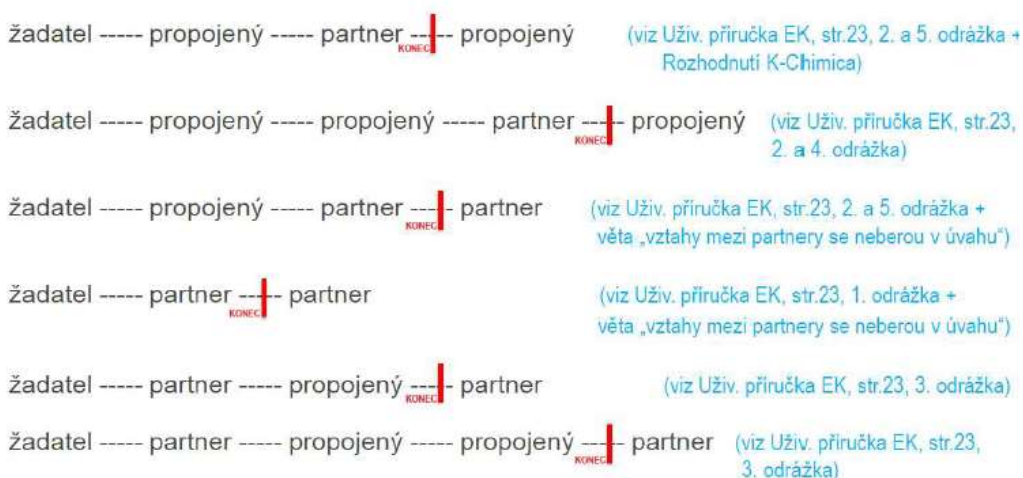 žadatel ----- propojený ----- partner ----- propojený (viz Uživ. příručka EK, str.23, 2. a 5. odrážka +
KONEC
Rozhodnutí K-Chimica)
žadatel ----- propojený ----- propojený ----- partner ----- propojený (viz Uživ. příručka EK, str.23,
KONEC
2. a 4. odrážka)
žadatel ----- propojený ----- partner ----- partner (viz Uživ. příručka EK, str.23, 2. a 5. odrážka +
KONEC
věta „vztahy mezi partnery se neberou v úvahu“)
žadatel ----- partner ----- partner (viz Uživ. příručka EK, str.23, 1. odrážka +
KONEC
věta „vztahy mezi partnery se neberou v úvahu“)
žadatel ----- partner ----- propojený ----- partner (viz Uživ. příručka EK, str.23, 3. odrážka)
KONEC
žadatel ----- partner ----- propojený ----- propojený ----- partner (viz Uživ. příručka EK, str.23,
KONEC
3. odrážka)